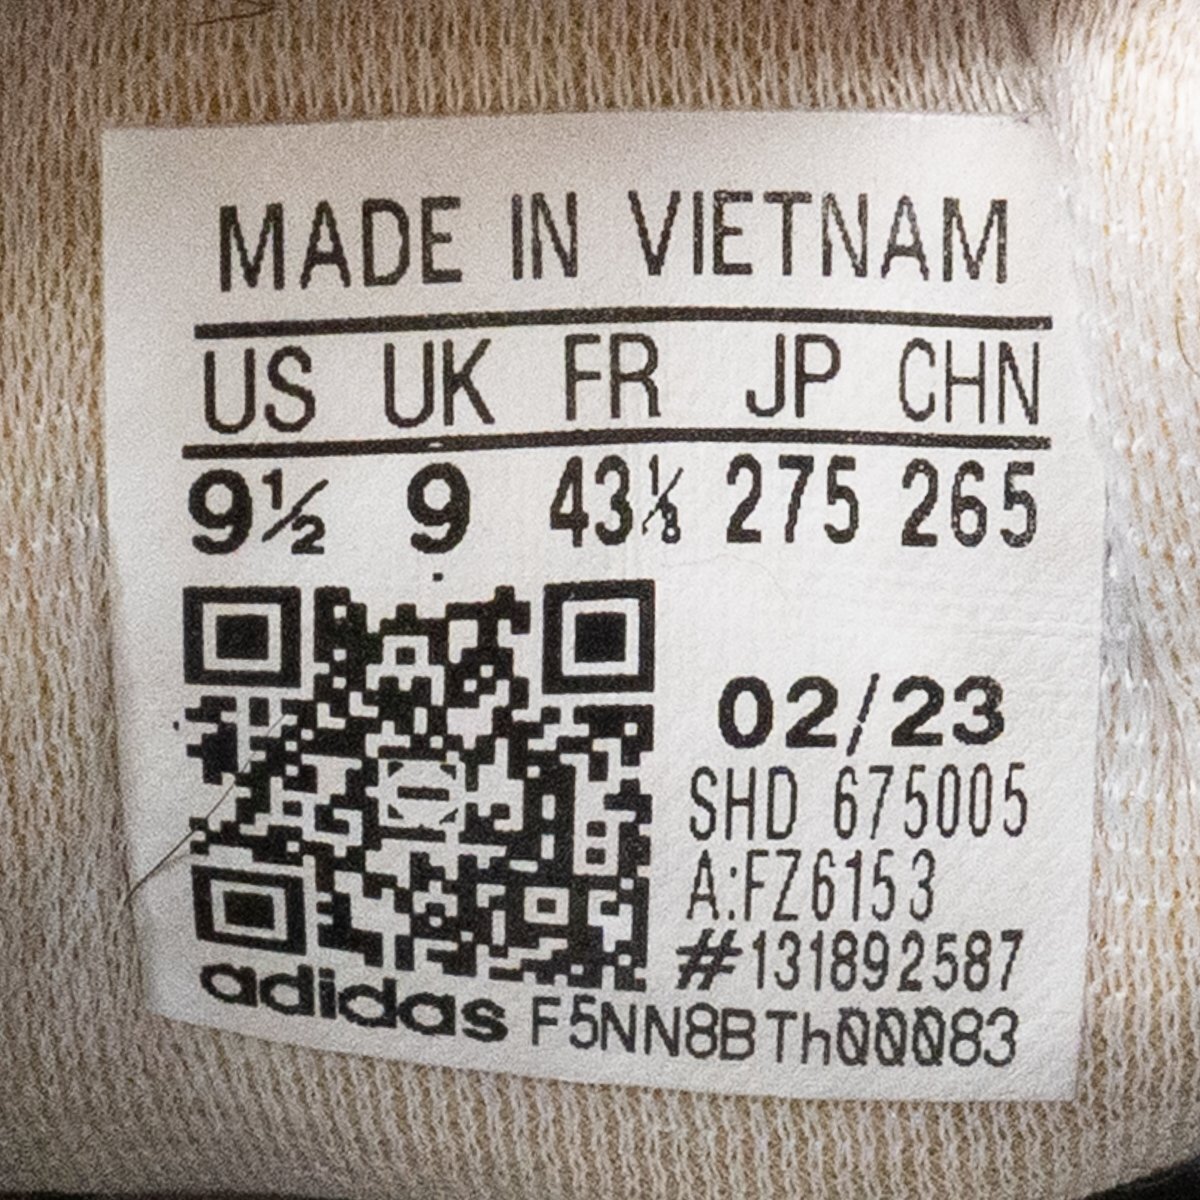 MADE IN VIETNAM
US UK FR JP CHN
9½ 9 43⅓ 275 265
02/23
SHD 675005
A:FZ6153
#131892587
adidas F5NN8BTh00083